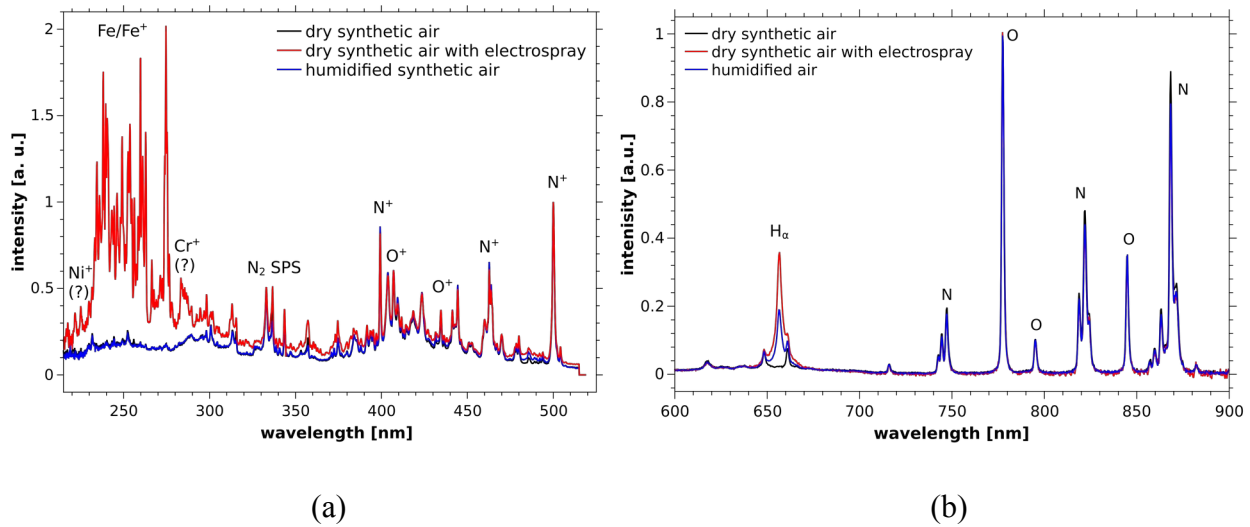 2
1.5
1
0.5
0
intensity [a. u.]
Fe/Fe⁺
dry synthetic air
dry synthetic air with electrospray
humidified synthetic air
Ni⁺
(?)
Cr⁺
(?)
N₂ SPS
N⁺
O⁺
O⁺
N⁺
N⁺
250 300 350 400 450 500
wavelength [nm]
(a)
1
0.8
0.6
0.4
0.2
0
intenisity [a.u.]
dry synthetic air
dry synthetic air with electrospray
humidified air
Hα
N
O
O
N
O
N
600 650 700 750 800 850 900
wavelength [nm]
(b)